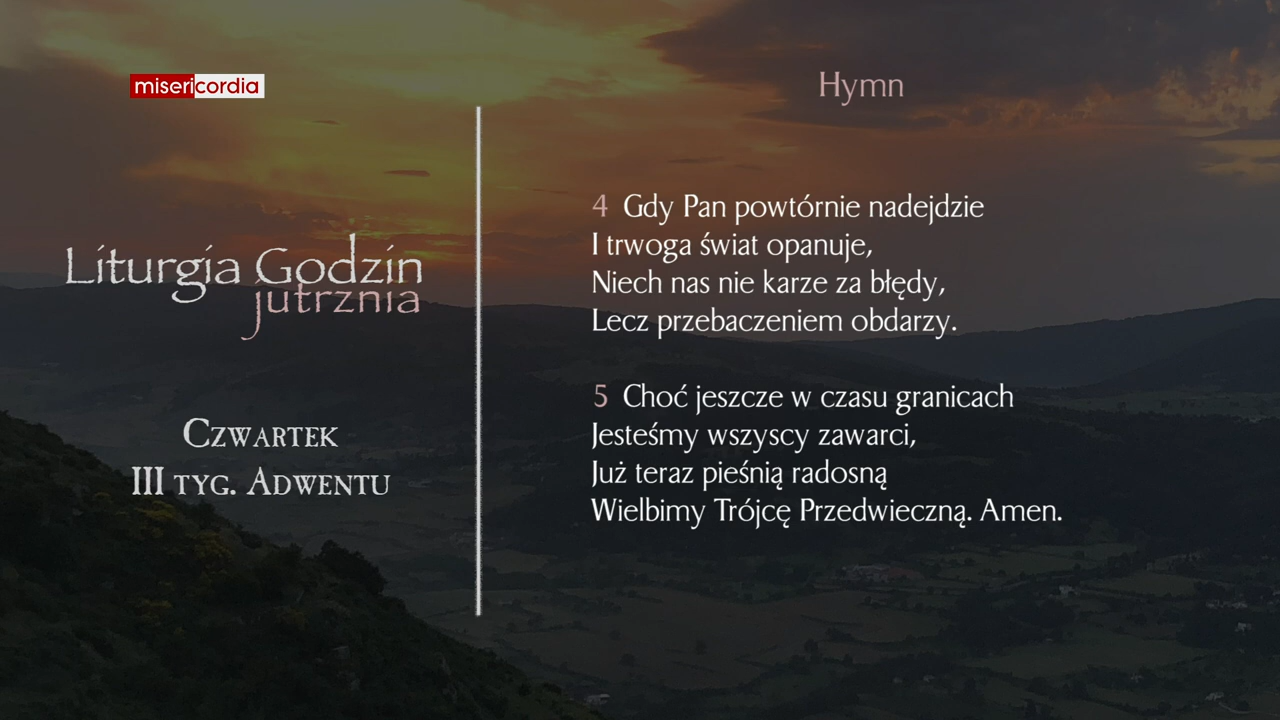 misericordia
Liturgia Godzin
jutrznia
Czwartek
III tyg. Adwentu
Hymn
4 Gdy Pan powtórnie nadejdzie
I trwoga świat opanuje,
Niech nas nie karze za błędy,
Lecz przebaczeniem obdarzy.
5 Choć jeszcze w czasu granicach
Jesteśmy wszyscy zawarci,
Już teraz pieśnią radosną
Wielbimy Trójcę Przedwieczną. Amen.